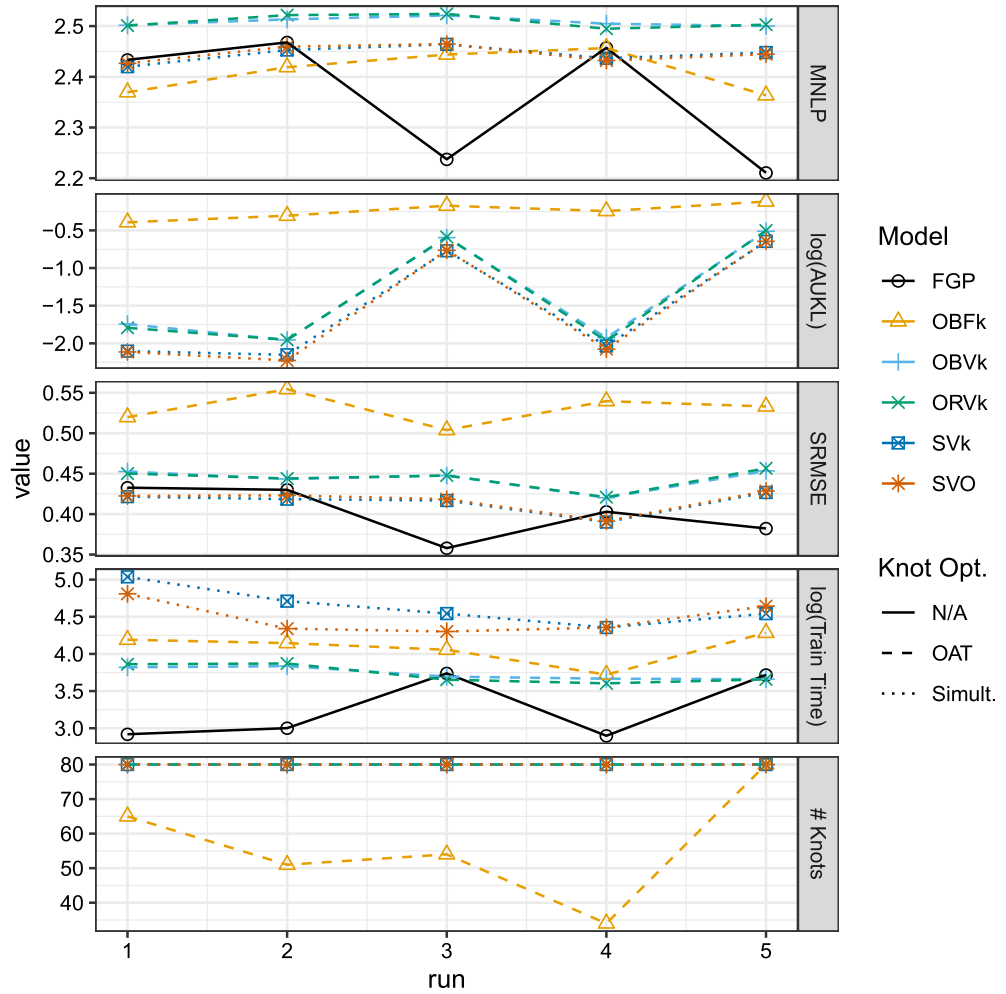 2.5
2.4
2.3
2.2
MNLP
−0.5
−1.0
−1.5
−2.0
log(AUKL)
0.55
0.50
0.45
0.40
0.35
SRMSE
5.0
4.5
4.0
3.5
3.0
log(Train Time)
80
70
60
50
40
# Knots
1 2 3 4 5
run
value
Model
FGP
OBFk
OBVk
ORVk
SVk
SVO
Knot Opt.
N/A
OAT
Simult.